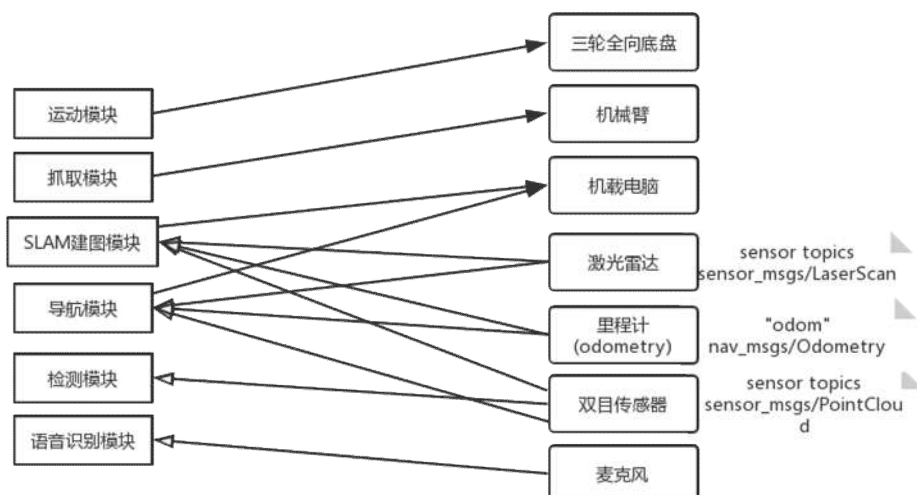 运动模块
抓取模块
SLAM建图模块
导航模块
检测模块
语音识别模块
三轮全向底盘
机械臂
机载电脑
激光雷达
里程计
(odometry)
双目传感器
麦克风
sensor topics
sensor_msgs/LaserScan
"odom"
nav_msgs/Odometry
sensor topics
sensor_msgs/PointClou
d